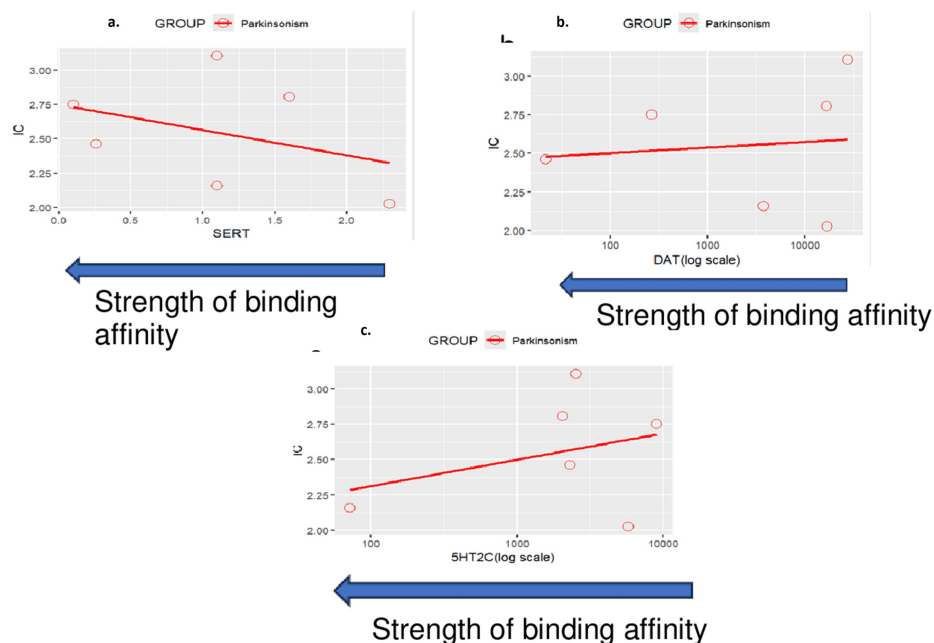 a.
GROUP Parkinsonism
3.00
2.75
2.50
2.25
2.00
IC
0.0 0.5 1.0 1.5 2.0
SERT
Strength of binding
affinity
b.
GROUP Parkinsonism
3.00
2.75
2.50
2.25
2.00
IC
100 1000 10000
DAT(log scale)
Strength of binding affinity
c.
GROUP Parkinsonism
3.00
2.75
2.50
2.25
2.00
IC
100 1000 10000
5HT2C(log scale)
Strength of binding affinity